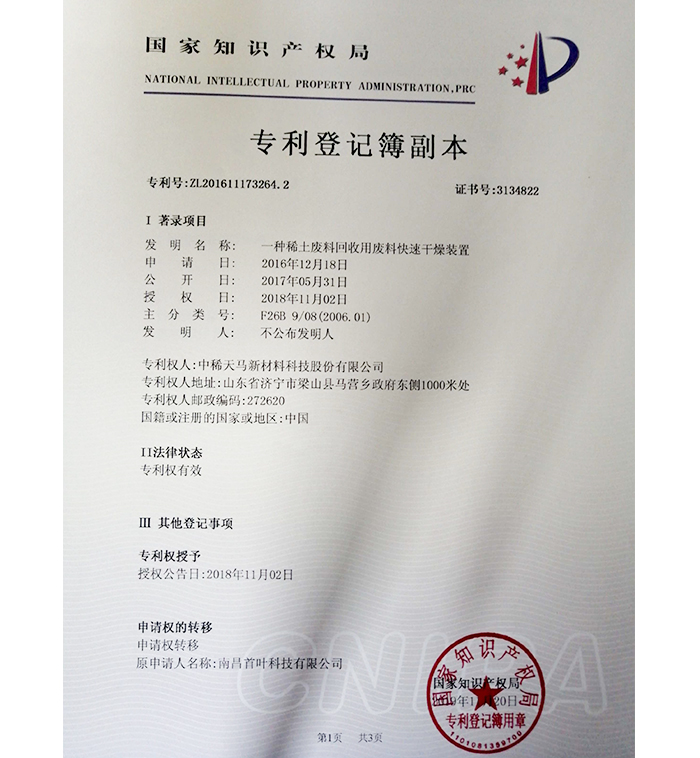 国家知识产权局
NATIONAL INTELLECTUAL PROPERTY ADMINISTRATION,PRC
专利登记簿副本
专利号:ZL201611173264.2 证书号:3134822
I 著录项目
发明名称: 一种稀土废料回收用废料快速干燥装置
申请日: 2016年12月18日
公开日: 2017年05月31日
授权日: 2018年11月02日
主分类号: F26B 9/08(2006.01)
发明人: 不公布发明人
专利权人:中稀天马新材料科技股份有限公司
专利权人地址:山东省济宁市梁山县马营乡政府东侧1000米处
专利权人邮政编码:272620
国籍或注册的国家或地区:中国
II法律状态
专利权有效
III 其他登记事项
专利权授予
授权公告日:2018年11月02日
申请权的转移
申请权转移
原申请人名称:南昌首叶科技有限公司
CNIPA
国家知识产权局
国家知识产权局
20日
专利登记簿用章
1101081359700
第1页 共3页